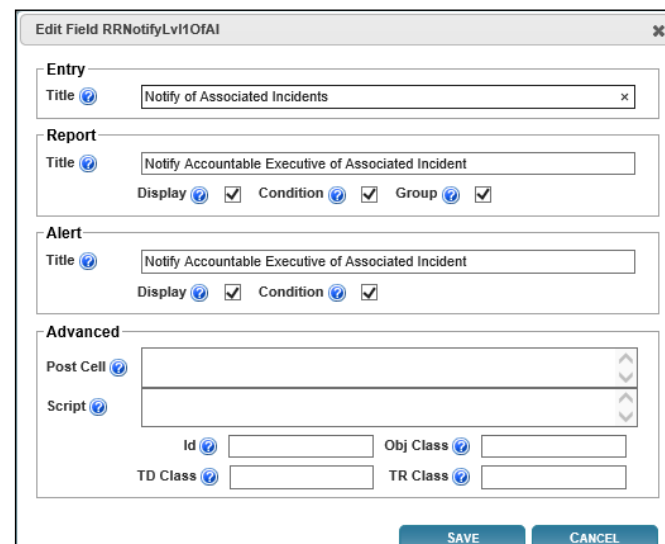 Edit Field RRNotifyLvl1OfAI
Entry
Title Notify of Associated Incidents
Report
Title Notify Accountable Executive of Associated Incident
Display Condition Group
Alert
Title Notify Accountable Executive of Associated Incident
Display Condition
Advanced
Post Cell
Script
Id Obj Class
TD Class TR Class
SAVE CANCEL